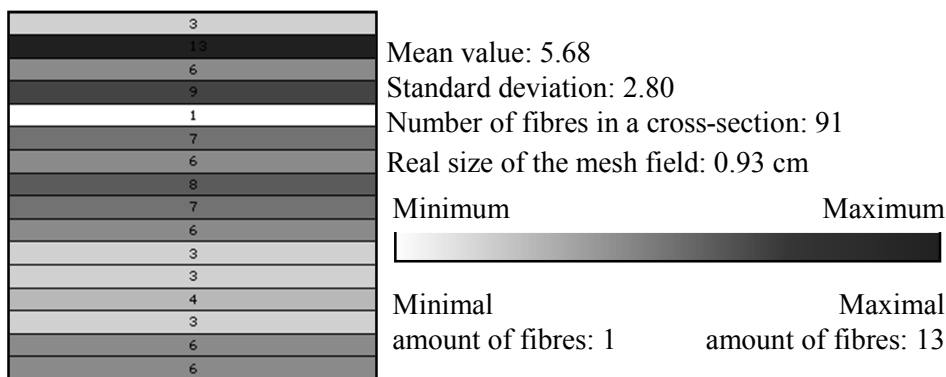 3
13
6
9
1
7
6
8
7
6
3
3
4
3
6
6
Mean value: 5.68
Standard deviation: 2.80
Number of fibres in a cross-section: 91
Real size of the mesh field: 0.93 cm
Minimum Maximum
Minimal Maximal
amount of fibres: 1 amount of fibres: 13